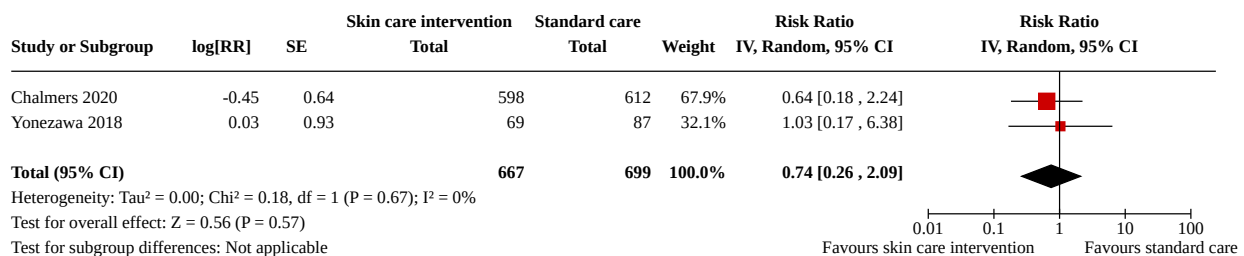 Skin care intervention Standard care Risk Ratio Risk Ratio
Study or Subgroup log[RR] SE Total Total Weight IV, Random, 95% CI IV, Random, 95% CI
Chalmers 2020 -0.45 0.64 598 612 67.9% 0.64 [0.18 , 2.24]
Yonezawa 2018 0.03 0.93 69 87 32.1% 1.03 [0.17 , 6.38]
Total (95% CI) 667 699 100.0% 0.74 [0.26 , 2.09]
Heterogeneity: Tau² = 0.00; Chi² = 0.18, df = 1 (P = 0.67); I² = 0%
Test for overall effect: Z = 0.56 (P = 0.57)
0.01 0.1 1 10 100
Test for subgroup differences: Not applicable Favours skin care intervention Favours standard care